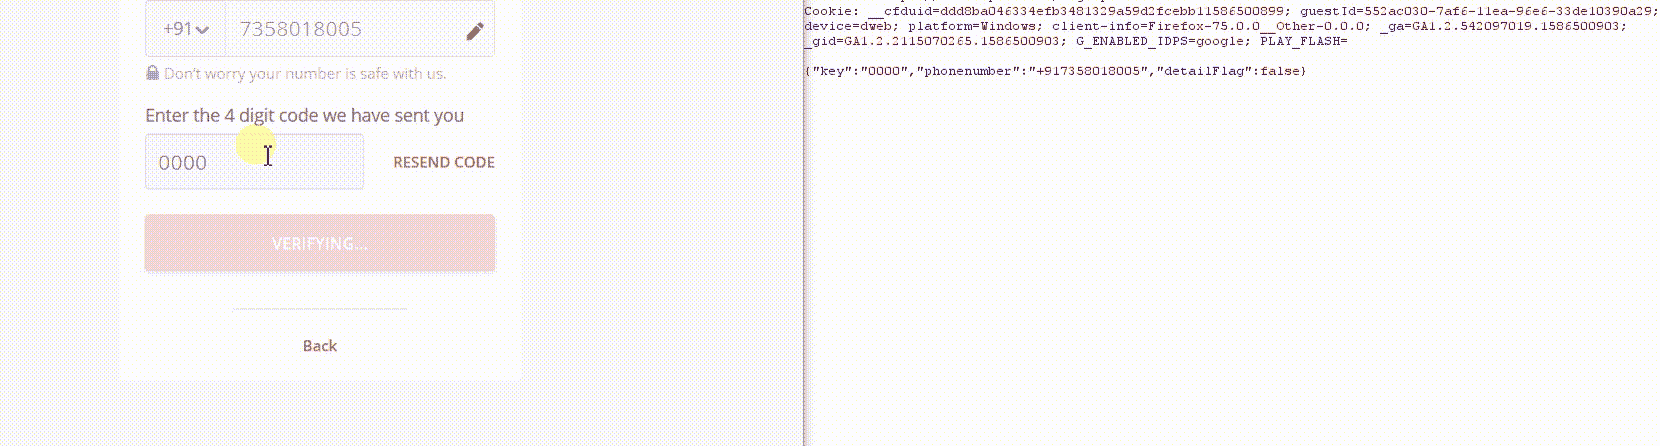 +91 7358018005
Don't worry your number is safe with us.
Enter the 4 digit code we have sent you
0000 RESEND CODE
VERIFYING...
Back
Cookie: __cfduid=ddd8ba046334efb3481329a59d2fcebb11586500899; guestId=552ac030-7af6-11ea-96e6-33de10390a29;
device=dweb; platform=Windows; client-info=Firefox-75.0.0__Other-0.0.0; _ga=GA1.2.542097019.1586500903;
_gid=GA1.2.2115070265.1586500903; G_ENABLED_IDPS=google; PLAY_FLASH=
{"key":"0000","phonenumber":"+917358018005","detailFlag":false}